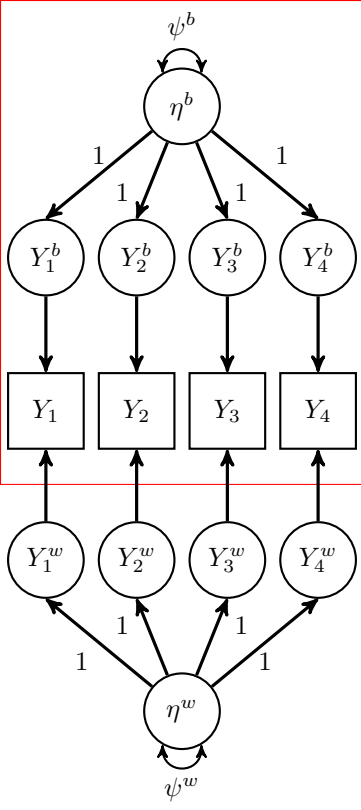 ψ^b
η^b
1 1 1 1
Y_1^b Y_2^b Y_3^b Y_4^b
Y_1 Y_2 Y_3 Y_4
Y_1^w Y_2^w Y_3^w Y_4^w
1 1 1 1
η^w
ψ^w